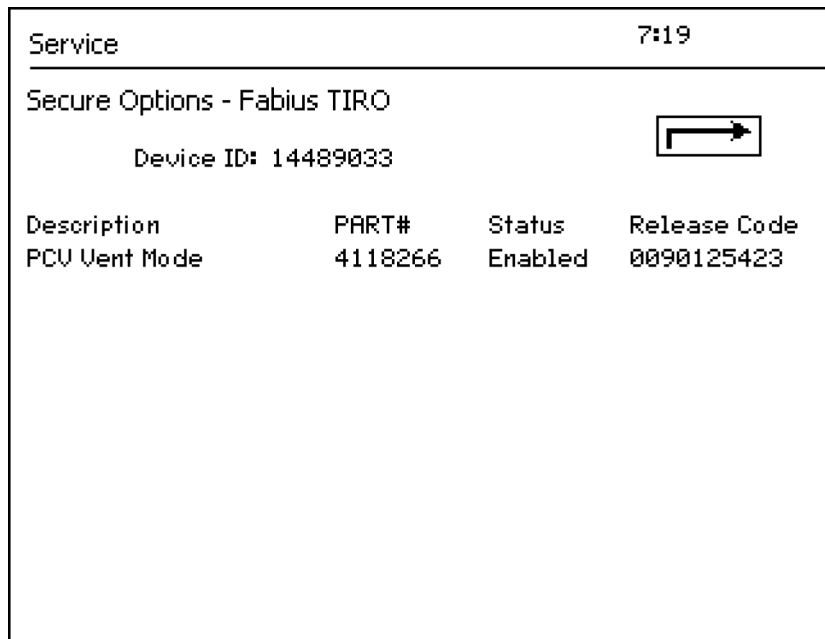 Service 7:19
Secure Options - Fabius TIRO
Device ID: 14489033
Description PART# Status Release Code
PCV Vent Mode 4118266 Enabled 0090125423